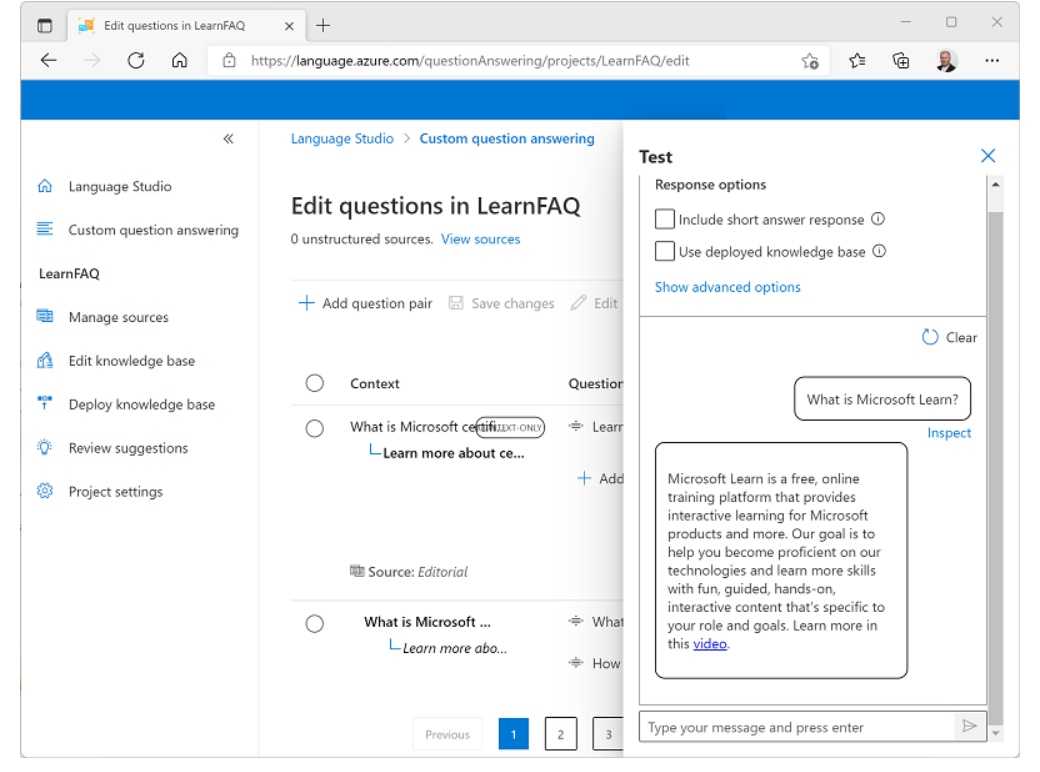 Edit questions in LearnFAQ
https://language.azure.com/questionAnswering/projects/LearnFAQ/edit
Language Studio
Custom question answering
LearnFAQ
Manage sources
Edit knowledge base
Deploy knowledge base
Review suggestions
Project settings
Language Studio > Custom question answering
Edit questions in LearnFAQ
0 unstructured sources. View sources
Add question pair Save changes Edit
Context Question
What is Microsoft Learn
Learn more about ce...
Add
Source: Editorial
What is Microsoft ... What
Learn more abo...
How
Previous 1 2 3
Test
Response options
Include short answer response
Use deployed knowledge base
Show advanced options
Clear
What is Microsoft Learn?
Inspect
Microsoft Learn is a free, online
training platform that provides
interactive learning for Microsoft
products and more. Our goal is to
help you become proficient on our
technologies and learn more skills
with fun, guided, hands-on,
interactive content that's specific to
your role and goals. Learn more in
this video.
Type your message and press enter